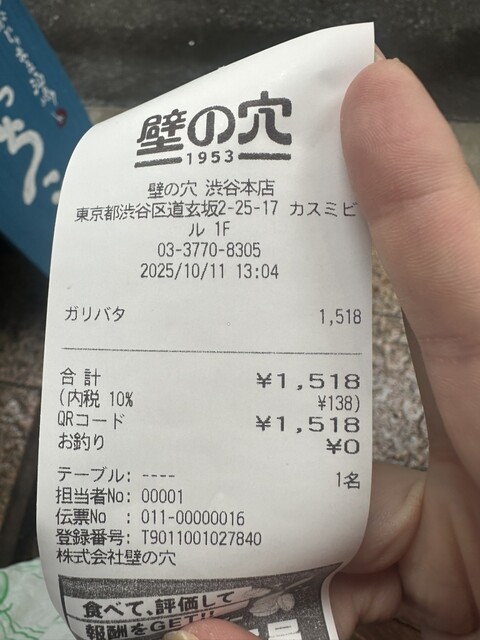 壁の穴
1953
壁の穴 渋谷本店
東京都渋谷区道玄坂2-25-17 カスミビ
ル 1F
03-3770-8305
2025/10/11 13:04
ガリバタ 1,518
合計 ¥1,518
(内税 10% ¥138)
QRコード ¥1,518
お釣り ¥0
テーブル: ---- 1名
担当者No: 00001
伝票No : 011-00000016
登録番号: T9011001027840
株式会社壁の穴
食べて、評価して
報酬をGET!!